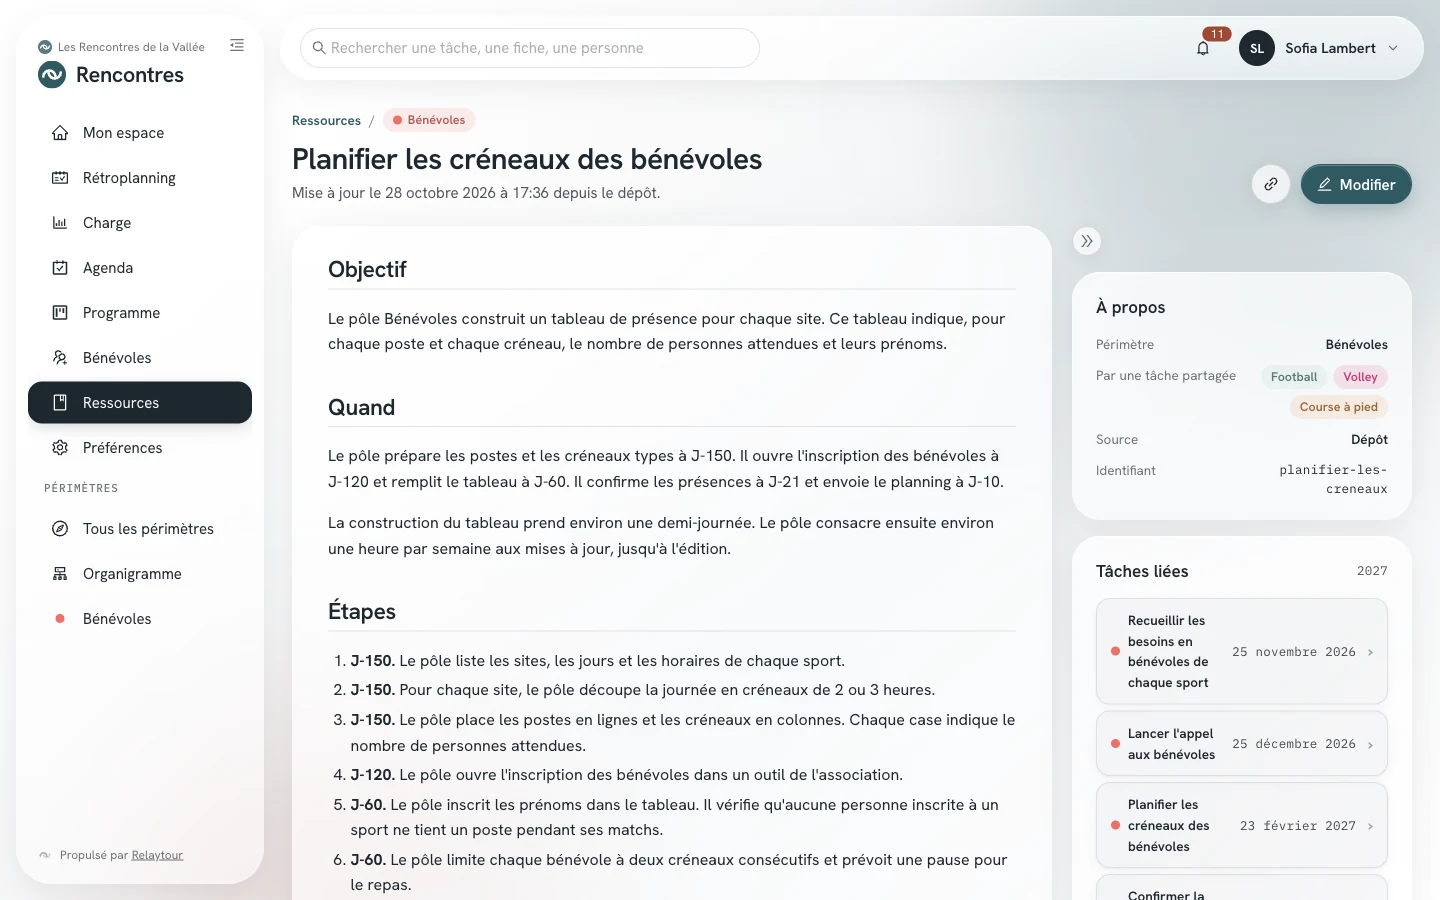 Les Rencontres de la Vallée
Rencontres
Mon espace
Rétroplanning
Charge
Agenda
Programme
Bénévoles
Ressources
Préférences
PÉRIMÈTRES
Tous les périmètres
Organigramme
Bénévoles
Propulsé par Relaytour
Rechercher une tâche, une fiche, une personne
11
SL
Sofia Lambert
Ressources / Bénévoles
Planifier les créneaux des bénévoles
Mise à jour le 28 octobre 2026 à 17:36 depuis le dépôt.
Modifier
Objectif
Le pôle Bénévoles construit un tableau de présence pour chaque site. Ce tableau indique, pour
chaque poste et chaque créneau, le nombre de personnes attendues et leurs prénoms.
Quand
Le pôle prépare les postes et les créneaux types à J-150. Il ouvre l'inscription des bénévoles à
J-120 et remplit le tableau à J-60. Il confirme les présences à J-21 et envoie le planning à J-10.
La construction du tableau prend environ une demi-journée. Le pôle consacre ensuite environ
une heure par semaine aux mises à jour, jusqu'à l'édition.
Étapes
1. J-150. Le pôle liste les sites, les jours et les horaires de chaque sport.
2. J-150. Pour chaque site, le pôle découpe la journée en créneaux de 2 ou 3 heures.
3. J-150. Le pôle place les postes en lignes et les créneaux en colonnes. Chaque case indique le
nombre de personnes attendues.
4. J-120. Le pôle ouvre l'inscription des bénévoles dans un outil de l'association.
5. J-60. Le pôle inscrit les prénoms dans le tableau. Il vérifie qu'aucune personne inscrite à un
sport ne tient un poste pendant ses matchs.
6. J-60. Le pôle limite chaque bénévole à deux créneaux consécutifs et prévoit une pause pour
le repas.
À propos
Périmètre
Bénévoles
Par une tâche partagée
Football
Volley
Course à pied
Source
Dépôt
Identifiant
planifier-les-
creneaux
Tâches liées
2027
Recueillir les
besoins en
bénévoles de
chaque sport
25 novembre 2026
Lancer l'appel
aux bénévoles
25 décembre 2026
Planifier les
créneaux des
bénévoles
23 février 2027
Confirmer la